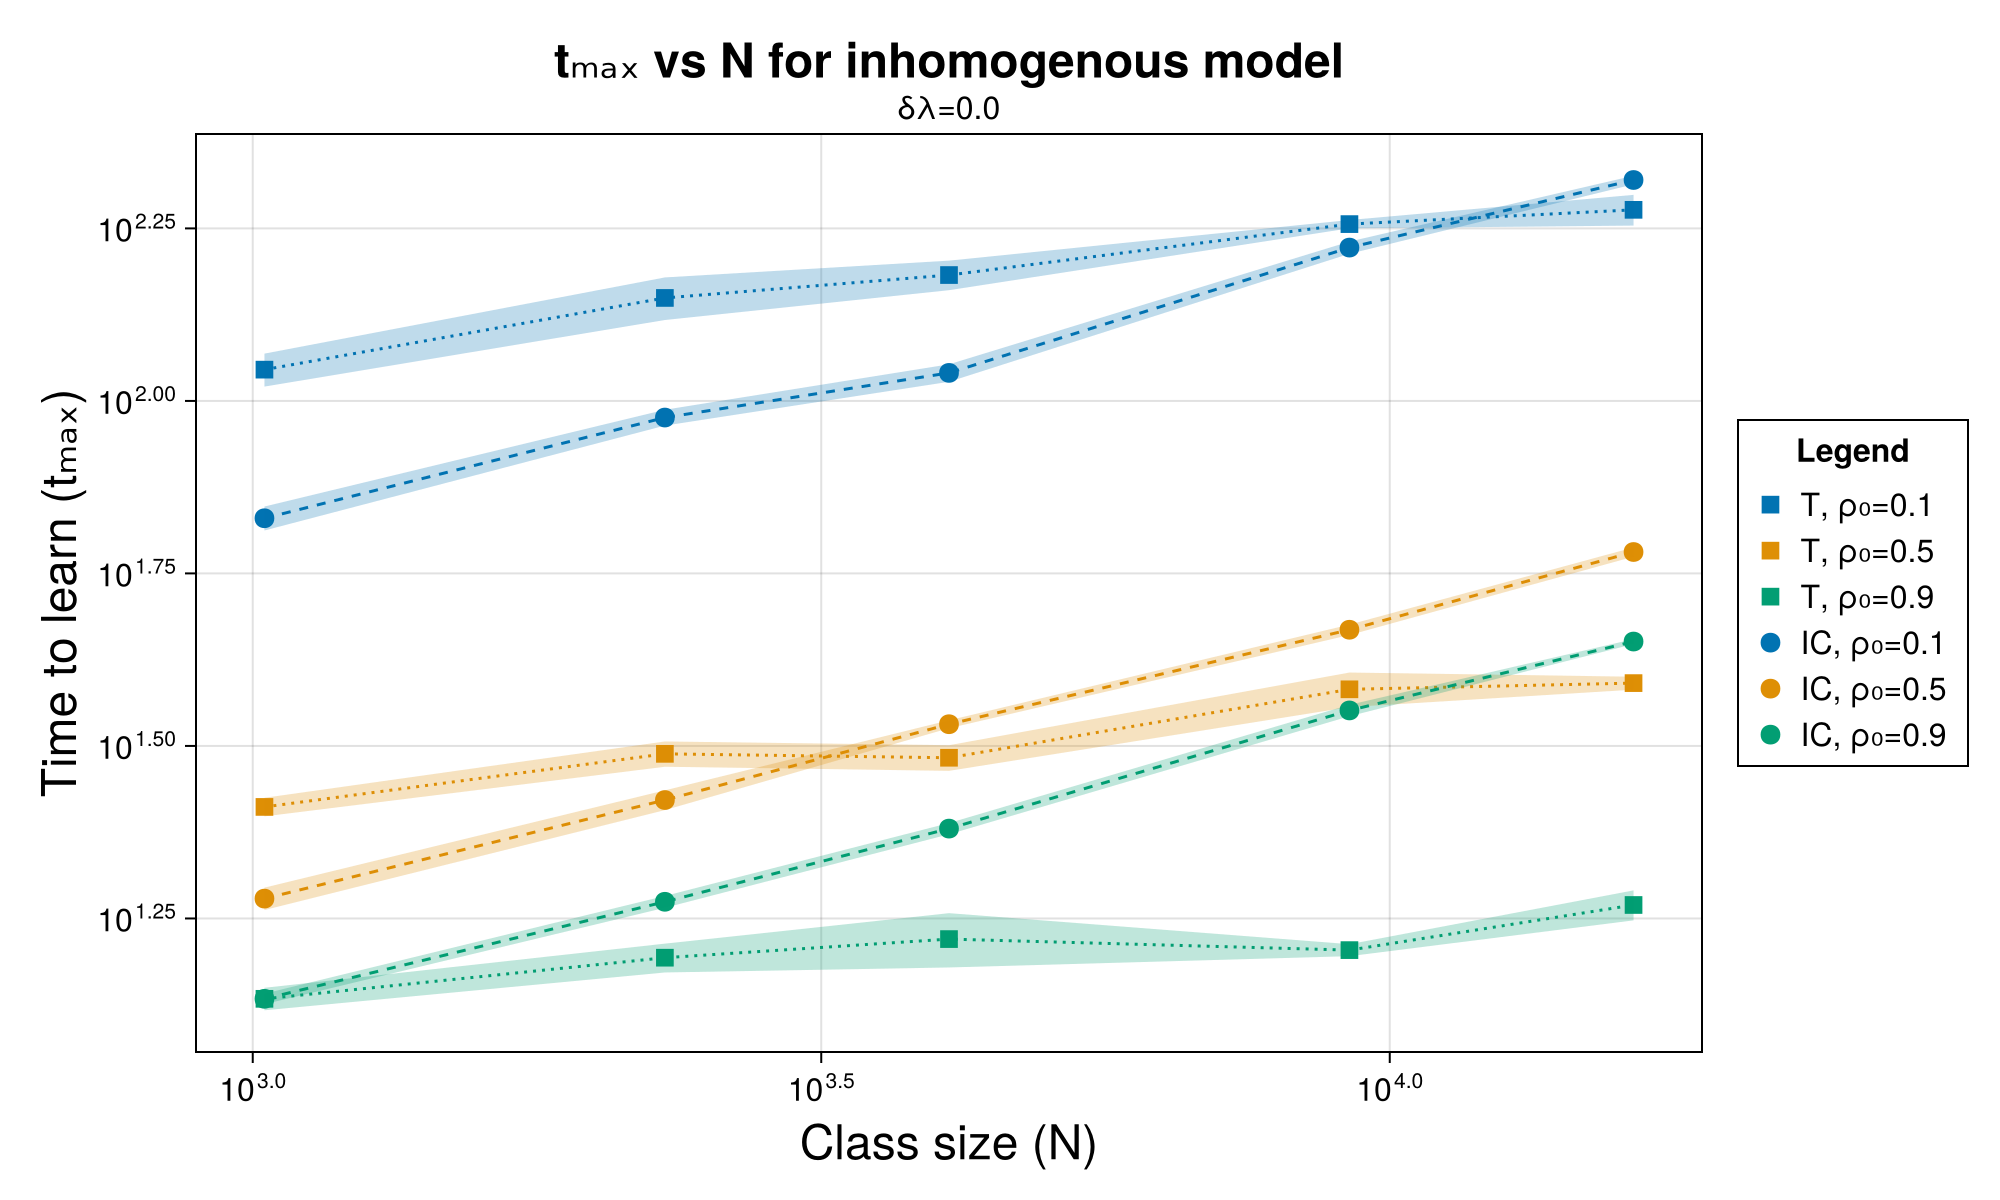 tₘₐₓ vs N for inhomogenous model
δλ=0.0
Time to learn (tₘₐₓ)
10^2.25
10^2.00
10^1.75
10^1.50
10^1.25
10^3.0
10^3.5
10^4.0
Class size (N)
Legend
T, ρ₀=0.1
T, ρ₀=0.5
T, ρ₀=0.9
IC, ρ₀=0.1
IC, ρ₀=0.5
IC, ρ₀=0.9